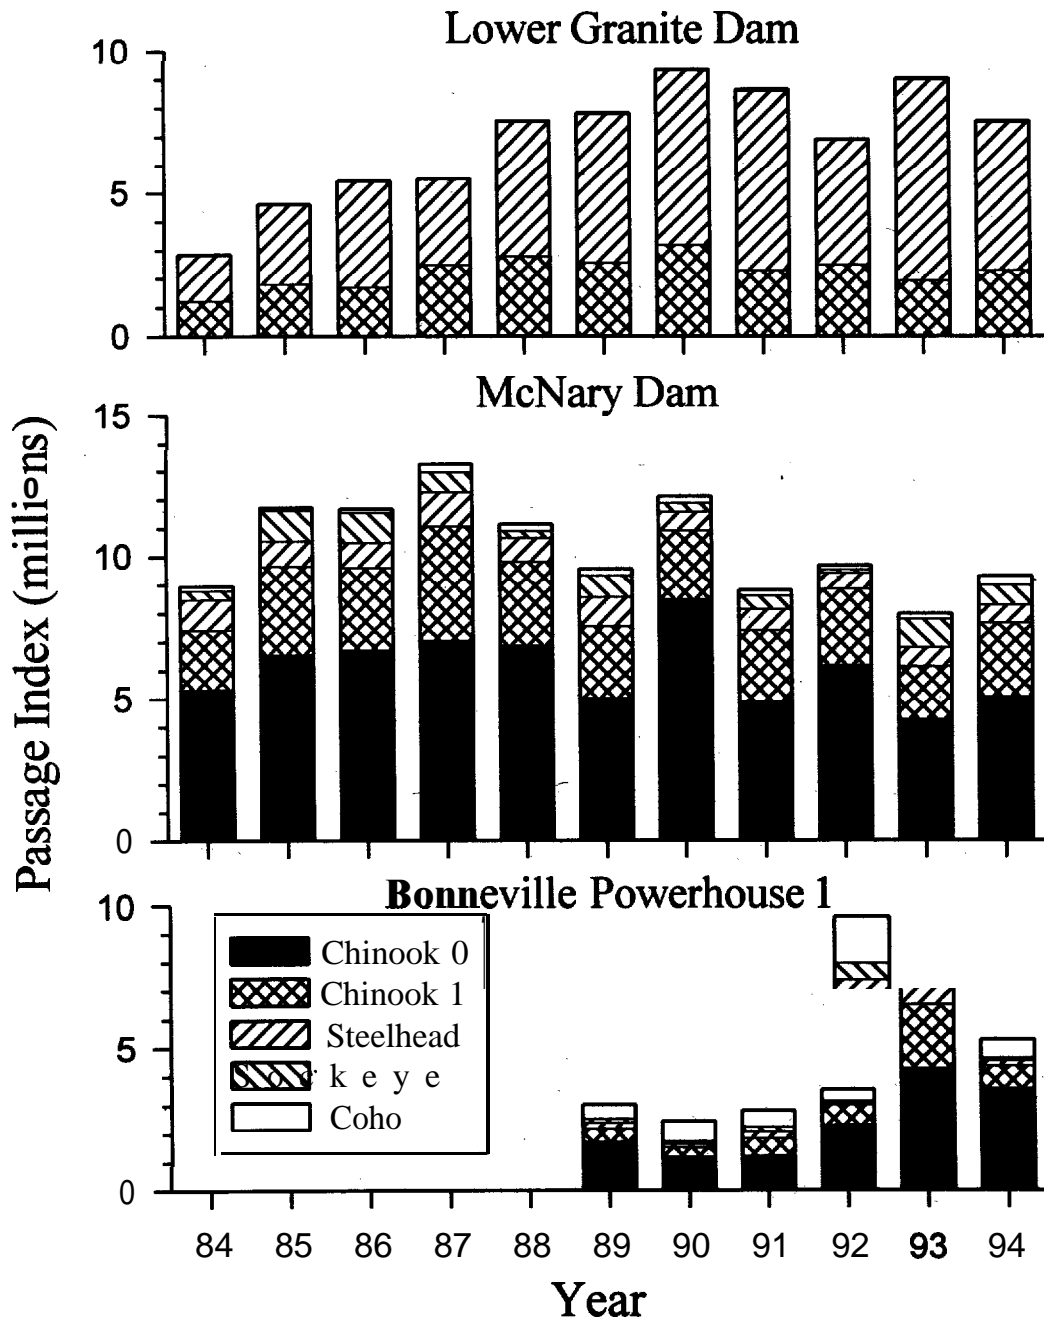 Lower Granite Dam
10
5
0
McNary Dam
15
10
5
0
Passage Index (millions)
Bonneville Powerhouse 1
10
5
0
Chinook 0
Chinook 1
Steelhead
Sockeye
Coho
84 85 86 87 88 89 90 91 92 93 94
Year